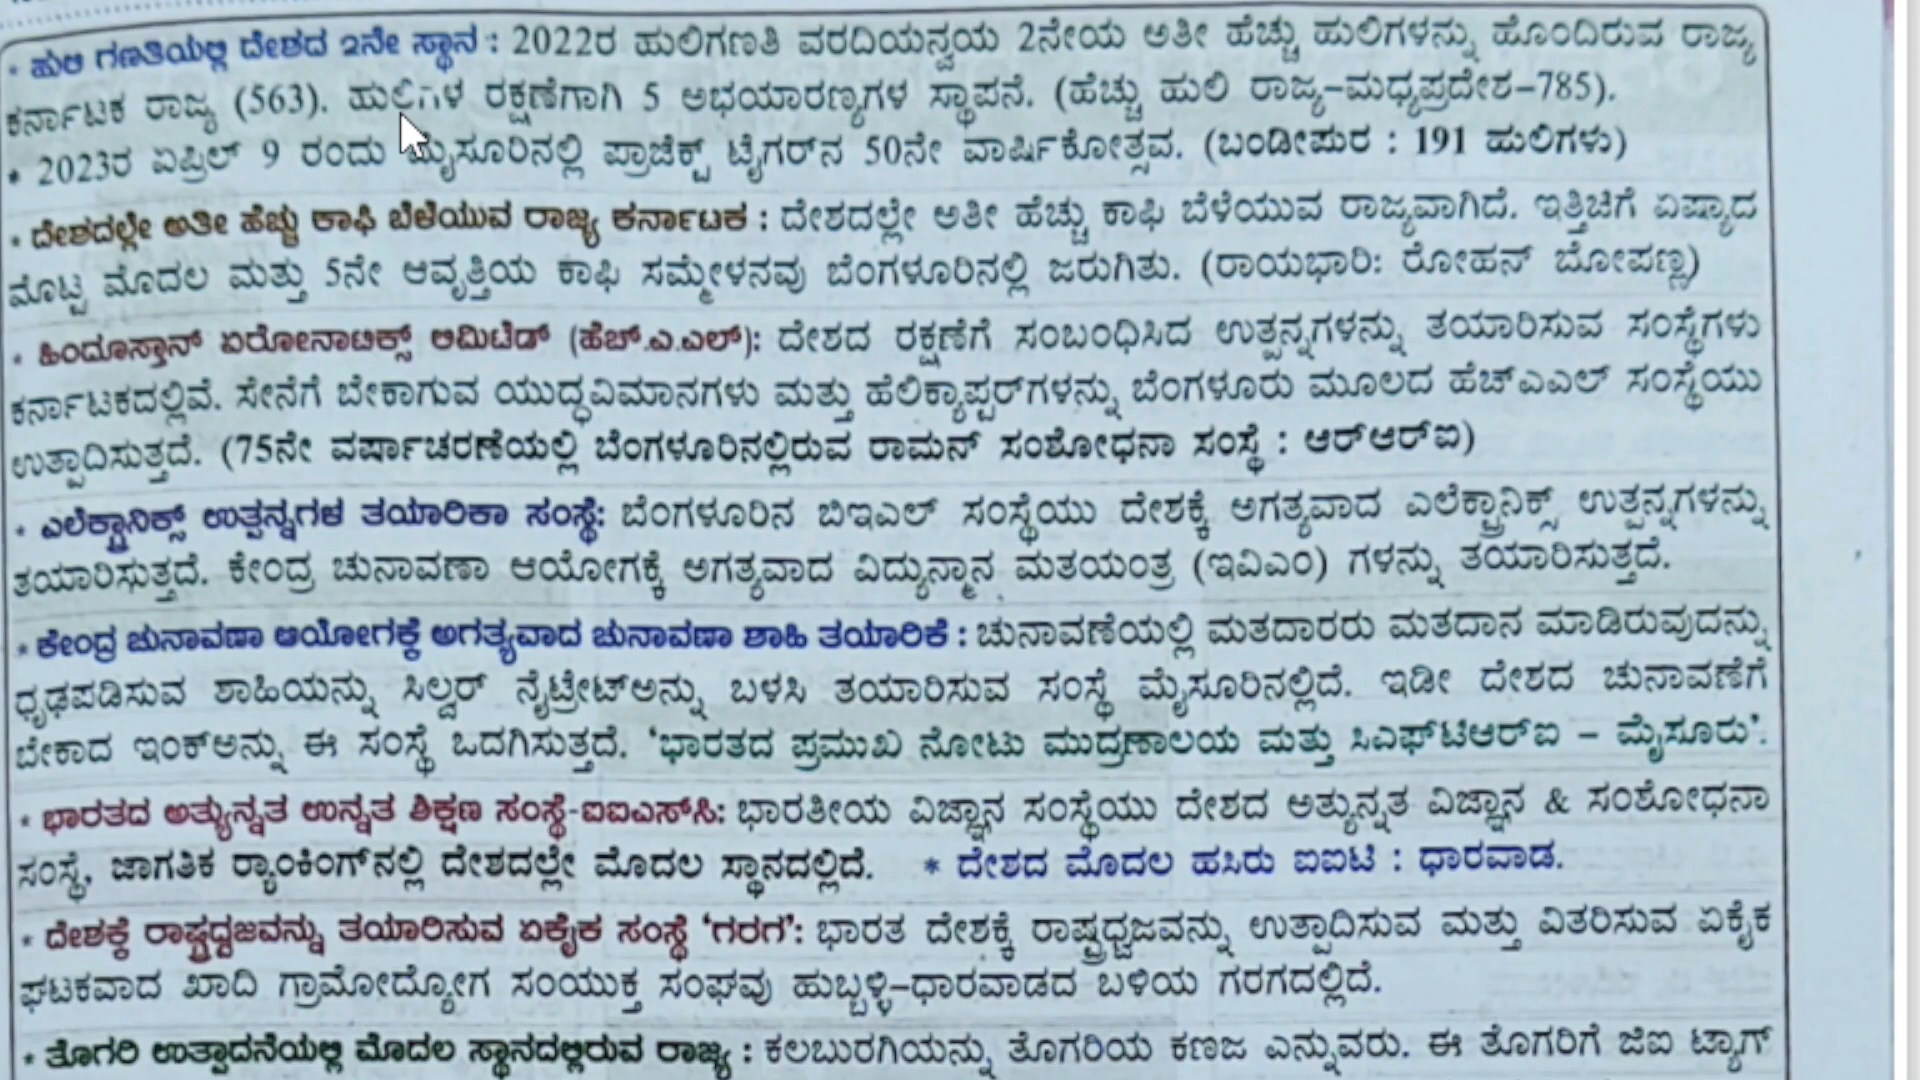 * ಹುಲಿ ಗಣತಿಯಲ್ಲಿ ದೇಶದ 2ನೇ ಸ್ಥಾನ : 2022ರ ಹುಲಿಗಣತಿ ವರದಿಯನ್ವಯ 2ನೇಯ ಅತೀ ಹೆಚ್ಚು ಹುಲಿಗಳನ್ನು ಹೊಂದಿರುವ ರಾಜ್ಯ
ಕರ್ನಾಟಕ ರಾಜ್ಯ (563). ಹುಲಿಗಳ ರಕ್ಷಣೆಗಾಗಿ 5 ಅಭಯಾರಣ್ಯಗಳ ಸ್ಥಾಪನೆ. (ಹೆಚ್ಚು ಹುಲಿ ರಾಜ್ಯ–ಮಧ್ಯಪ್ರದೇಶ–785).
* 2023ರ ಏಪ್ರಿಲ್ 9 ರಂದು ಮೈಸೂರಿನಲ್ಲಿ ಪ್ರಾಜೆಕ್ಟ್ ಟೈಗರ್‌ನ 50ನೇ ವಾರ್ಷಿಕೋತ್ಸವ. (ಬಂಡೀಪುರ : 191 ಹುಲಿಗಳು)
* ದೇಶದಲ್ಲೇ ಅತೀ ಹೆಚ್ಚು ಕಾಫಿ ಬೆಳೆಯುವ ರಾಜ್ಯ ಕರ್ನಾಟಕ : ದೇಶದಲ್ಲೇ ಅತೀ ಹೆಚ್ಚು ಕಾಫಿ ಬೆಳೆಯುವ ರಾಜ್ಯವಾಗಿದೆ. ಇತ್ತಿಚಿಗೆ ಏಷ್ಯಾದ
ಮೊಟ್ಟ ಮೊದಲ ಮತ್ತು 5ನೇ ಆವೃತ್ತಿಯ ಕಾಫಿ ಸಮ್ಮೇಳನವು ಬೆಂಗಳೂರಿನಲ್ಲಿ ಜರುಗಿತು. (ರಾಯಭಾರಿ: ರೋಹನ್ ಬೋಪಣ್ಣ)
* ಹಿಂದೂಸ್ತಾನ್ ಏರೋನಾಟಿಕ್ಸ್ ಲಿಮಿಟೆಡ್ (ಹೆಚ್.ಎ.ಎಲ್): ದೇಶದ ರಕ್ಷಣೆಗೆ ಸಂಬಂಧಿಸಿದ ಉತ್ಪನ್ನಗಳನ್ನು ತಯಾರಿಸುವ ಸಂಸ್ಥೆಗಳು
ಕರ್ನಾಟಕದಲ್ಲಿವೆ. ಸೇನೆಗೆ ಬೇಕಾಗುವ ಯುದ್ಧವಿಮಾನಗಳು ಮತ್ತು ಹೆಲಿಕ್ಯಾಪ್ಟರ್‌ಗಳನ್ನು ಬೆಂಗಳೂರು ಮೂಲದ ಹೆಚ್‌ಎಎಲ್ ಸಂಸ್ಥೆಯು
ಉತ್ಪಾದಿಸುತ್ತದೆ. (75ನೇ ವರ್ಷಾಚರಣೆಯಲ್ಲಿ ಬೆಂಗಳೂರಿನಲ್ಲಿರುವ ರಾಮನ್ ಸಂಶೋಧನಾ ಸಂಸ್ಥೆ : ಆರ್‌ಆರ್‌ಐ)
* ಎಲೆಕ್ಟ್ರಾನಿಕ್ಸ್ ಉತ್ಪನ್ನಗಳ ತಯಾರಿಕಾ ಸಂಸ್ಥೆ: ಬೆಂಗಳೂರಿನ ಬಿಇಎಲ್ ಸಂಸ್ಥೆಯು ದೇಶಕ್ಕೆ ಅಗತ್ಯವಾದ ಎಲೆಕ್ಟ್ರಾನಿಕ್ಸ್ ಉತ್ಪನ್ನಗಳನ್ನು
ತಯಾರಿಸುತ್ತದೆ. ಕೇಂದ್ರ ಚುನಾವಣಾ ಆಯೋಗಕ್ಕೆ ಅಗತ್ಯವಾದ ವಿದ್ಯುನ್ಮಾನ ಮತಯಂತ್ರ (ಇವಿಎಂ) ಗಳನ್ನು ತಯಾರಿಸುತ್ತದೆ.
* ಕೇಂದ್ರ ಚುನಾವಣಾ ಆಯೋಗಕ್ಕೆ ಅಗತ್ಯವಾದ ಚುನಾವಣಾ ಶಾಹಿ ತಯಾರಿಕೆ : ಚುನಾವಣೆಯಲ್ಲಿ ಮತದಾರರು ಮತದಾನ ಮಾಡಿರುವುದನ್ನು
ಧೃಢಪಡಿಸುವ ಶಾಹಿಯನ್ನು ಸಿಲ್ವರ್ ನೈಟ್ರೇಟ್‌ಅನ್ನು ಬಳಸಿ ತಯಾರಿಸುವ ಸಂಸ್ಥೆ ಮೈಸೂರಿನಲ್ಲಿದೆ. ಇಡೀ ದೇಶದ ಚುನಾವಣೆಗೆ
ಬೇಕಾದ ಇಂಕ್‌ಅನ್ನು ಈ ಸಂಸ್ಥೆ ಒದಗಿಸುತ್ತದೆ. ‘ಭಾರತದ ಪ್ರಮುಖ ನೋಟು ಮುದ್ರಣಾಲಯ ಮತ್ತು ಸಿಎಫ್‌ಟಿಆರ್‌ಐ – ಮೈಸೂರು’.
* ಭಾರತದ ಅತ್ಯುನ್ನತ ಉನ್ನತ ಶಿಕ್ಷಣ ಸಂಸ್ಥೆ-ಐಐಎಸ್‌ಸಿ: ಭಾರತೀಯ ವಿಜ್ಞಾನ ಸಂಸ್ಥೆಯು ದೇಶದ ಅತ್ಯುನ್ನತ ವಿಜ್ಞಾನ & ಸಂಶೋಧನಾ
ಸಂಸ್ಥೆ, ಜಾಗತಿಕ ರ‍್ಯಾಂಕಿಂಗ್‌ನಲ್ಲಿ ದೇಶದಲ್ಲೇ ಮೊದಲ ಸ್ಥಾನದಲ್ಲಿದೆ. * ದೇಶದ ಮೊದಲ ಹಸಿರು ಐಐಟಿ : ಧಾರವಾಡ.
* ದೇಶಕ್ಕೆ ರಾಷ್ಟ್ರಧ್ವಜವನ್ನು ತಯಾರಿಸುವ ಏಕೈಕ ಸಂಸ್ಥೆ ‘ಗರಗ’: ಭಾರತ ದೇಶಕ್ಕೆ ರಾಷ್ಟ್ರಧ್ವಜವನ್ನು ಉತ್ಪಾದಿಸುವ ಮತ್ತು ವಿತರಿಸುವ ಏಕೈಕ
ಘಟಕವಾದ ಖಾದಿ ಗ್ರಾಮೋದ್ಯೋಗ ಸಂಯುಕ್ತ ಸಂಘವು ಹುಬ್ಬಳ್ಳಿ–ಧಾರವಾಡದ ಬಳಿಯ ಗರಗದಲ್ಲಿದೆ.
* ತೊಗರಿ ಉತ್ಪಾದನೆಯಲ್ಲಿ ಮೊದಲ ಸ್ಥಾನದಲ್ಲಿರುವ ರಾಜ್ಯ : ಕಲಬುರಗಿಯನ್ನು ತೊಗರಿಯ ಕಣಜ ಎನ್ನುವರು. ಈ ತೊಗರಿಗೆ ಜಿಐ ಟ್ಯಾಗ್